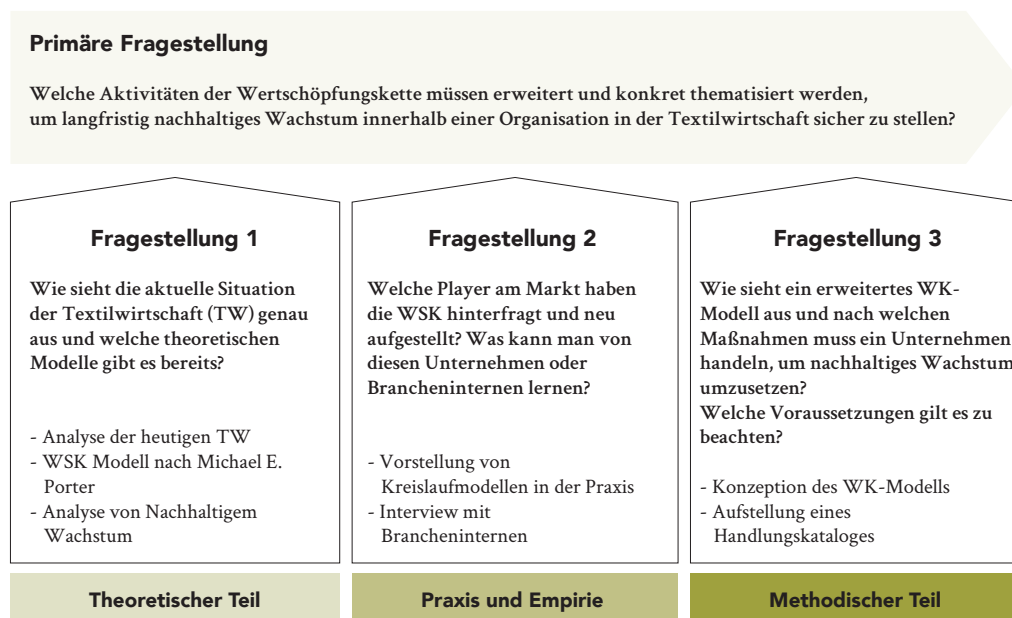 Primäre Fragestellung
Welche Aktivitäten der Wertschöpfungskette müssen erweitert und konkret thematisiert werden,
um langfristig nachhaltiges Wachstum innerhalb einer Organisation in der Textilwirtschaft sicher zu stellen?
Fragestellung 1
Wie sieht die aktuelle Situation
der Textilwirtschaft (TW) genau
aus und welche theoretischen
Modelle gibt es bereits?
- Analyse der heutigen TW
- WSK Modell nach Michael E.
Porter
- Analyse von Nachhaltigem
Wachstum
Theoretischer Teil
Fragestellung 2
Welche Player am Markt haben
die WSK hinterfragt und neu
aufgestellt? Was kann man von
diesen Unternehmen oder
Brancheninternen lernen?
- Vorstellung von
Kreislaufmodellen in der Praxis
- Interview mit
Brancheninternen
Praxis und Empirie
Fragestellung 3
Wie sieht ein erweitertes WK-
Modell aus und nach welchen
Maßnahmen muss ein Unternehmen
handeln, um nachhaltiges Wachstum
umzusetzen?
Welche Voraussetzungen gilt es zu
beachten?
- Konzeption des WK-Modells
- Aufstellung eines
Handlungskataloges
Methodischer Teil